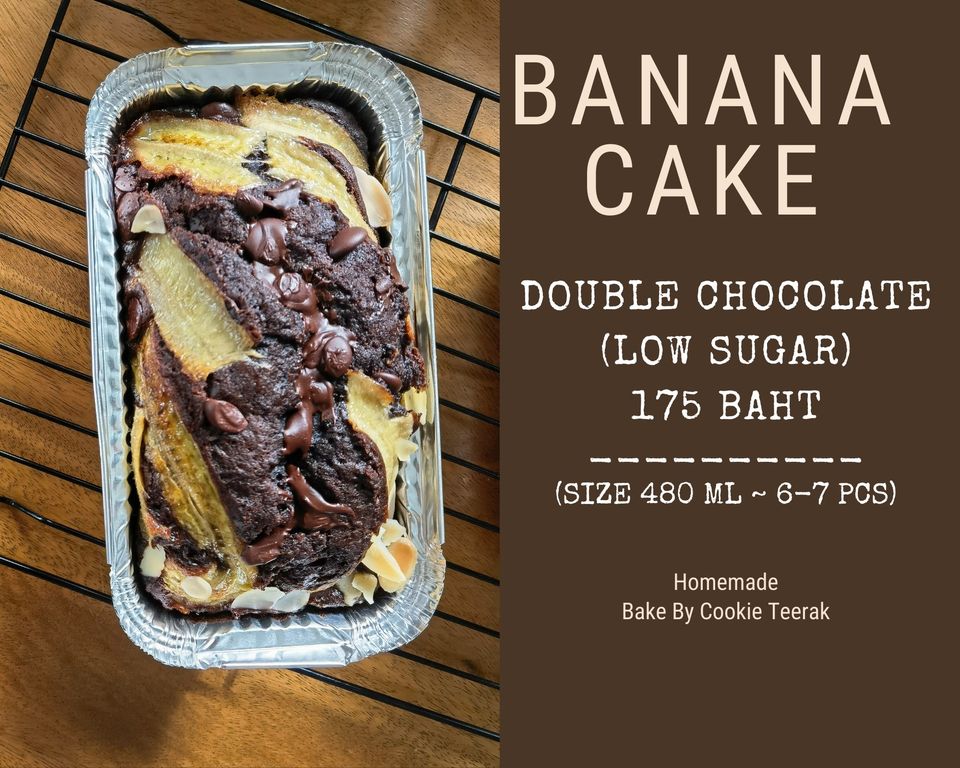 BANANA
CAKE
DOUBLE CHOCOLATE
(LOW SUGAR)
175 BAHT
__________
(SIZE 480 ML ~ 6-7 PCS)
Homemade
Bake By Cookie Teerak